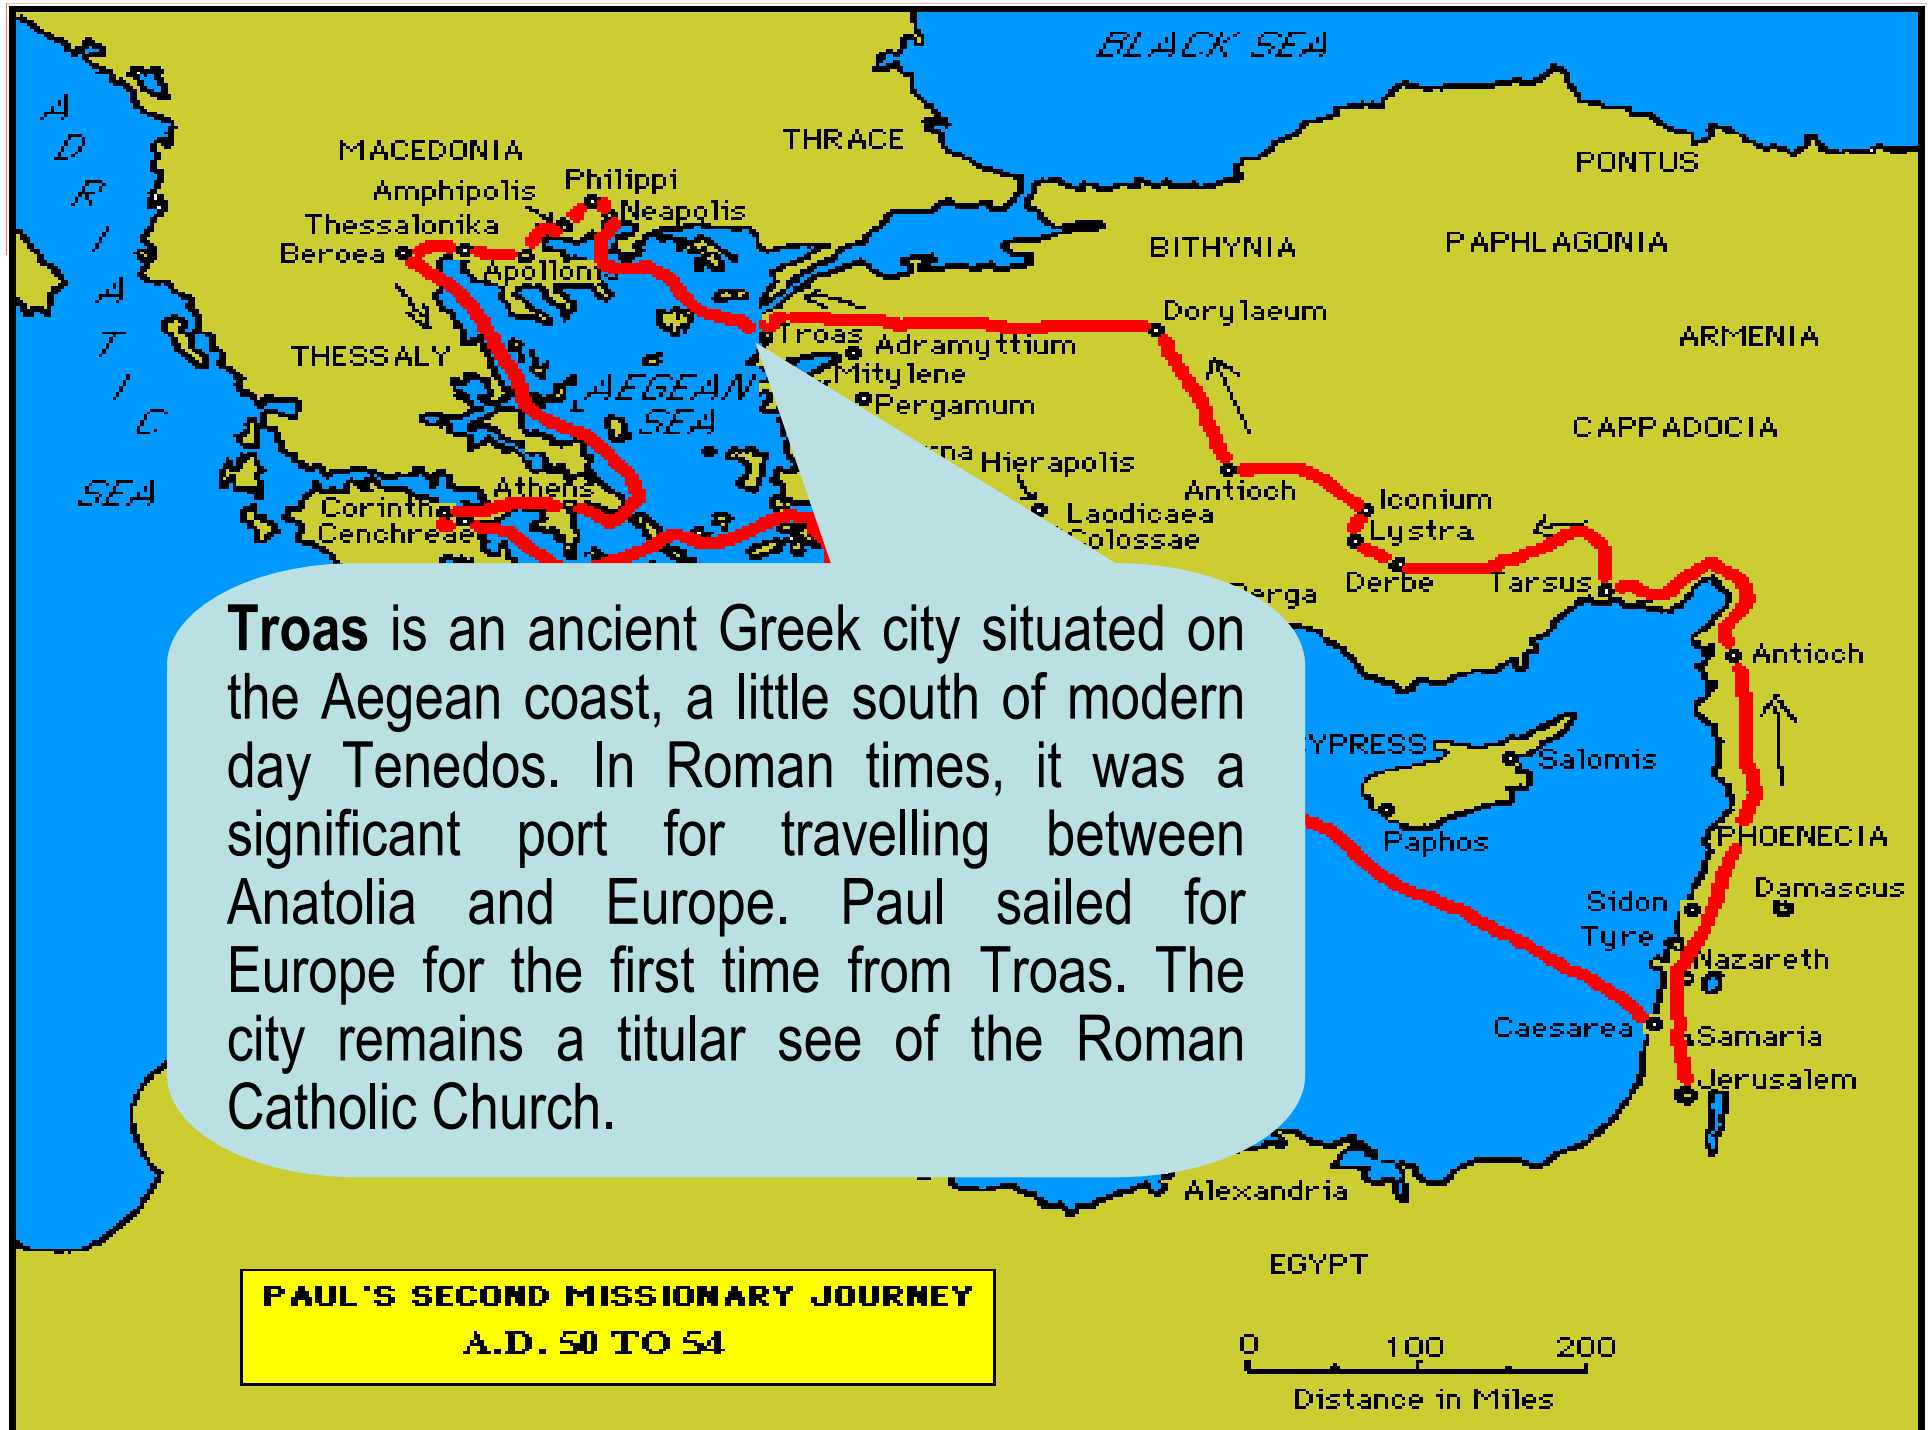 BLACK SEA
ADRIATIC
SEA
MACEDONIA
THRACE
PONTUS
Amphipolis
Philippi
Neapolis
Thessalonika
Beroea
Apollonia
BITHYNIA
PAPHLAGONIA
Dorylaeum
ARMENIA
THESSALY
Troas
Adramyttium
Mitylene
Pergamum
AEGEAN
SEA
CAPPADOCIA
Hierapolis
Antioch
Iconium
Lystra
Athens
Corinth
Cenchreae
Laodicaea
Colossae
Derbe
Tarsus
Antioch
Troas is an ancient Greek city situated on
the Aegean coast, a little south of modern
day Tenedos. In Roman times, it was a
significant port for travelling between
Anatolia and Europe. Paul sailed for
Europe for the first time from Troas. The
city remains a titular see of the Roman
Catholic Church.
YPRESS
Salomis
Paphos
PHOENECIA
Sidon
Damascus
Tyre
Nazareth
Caesarea
Samaria
Jerusalem
Alexandria
EGYPT
PAUL'S SECOND MISSIONARY JOURNEY
A.D. 50 TO 54
0 100 200
Distance in Miles